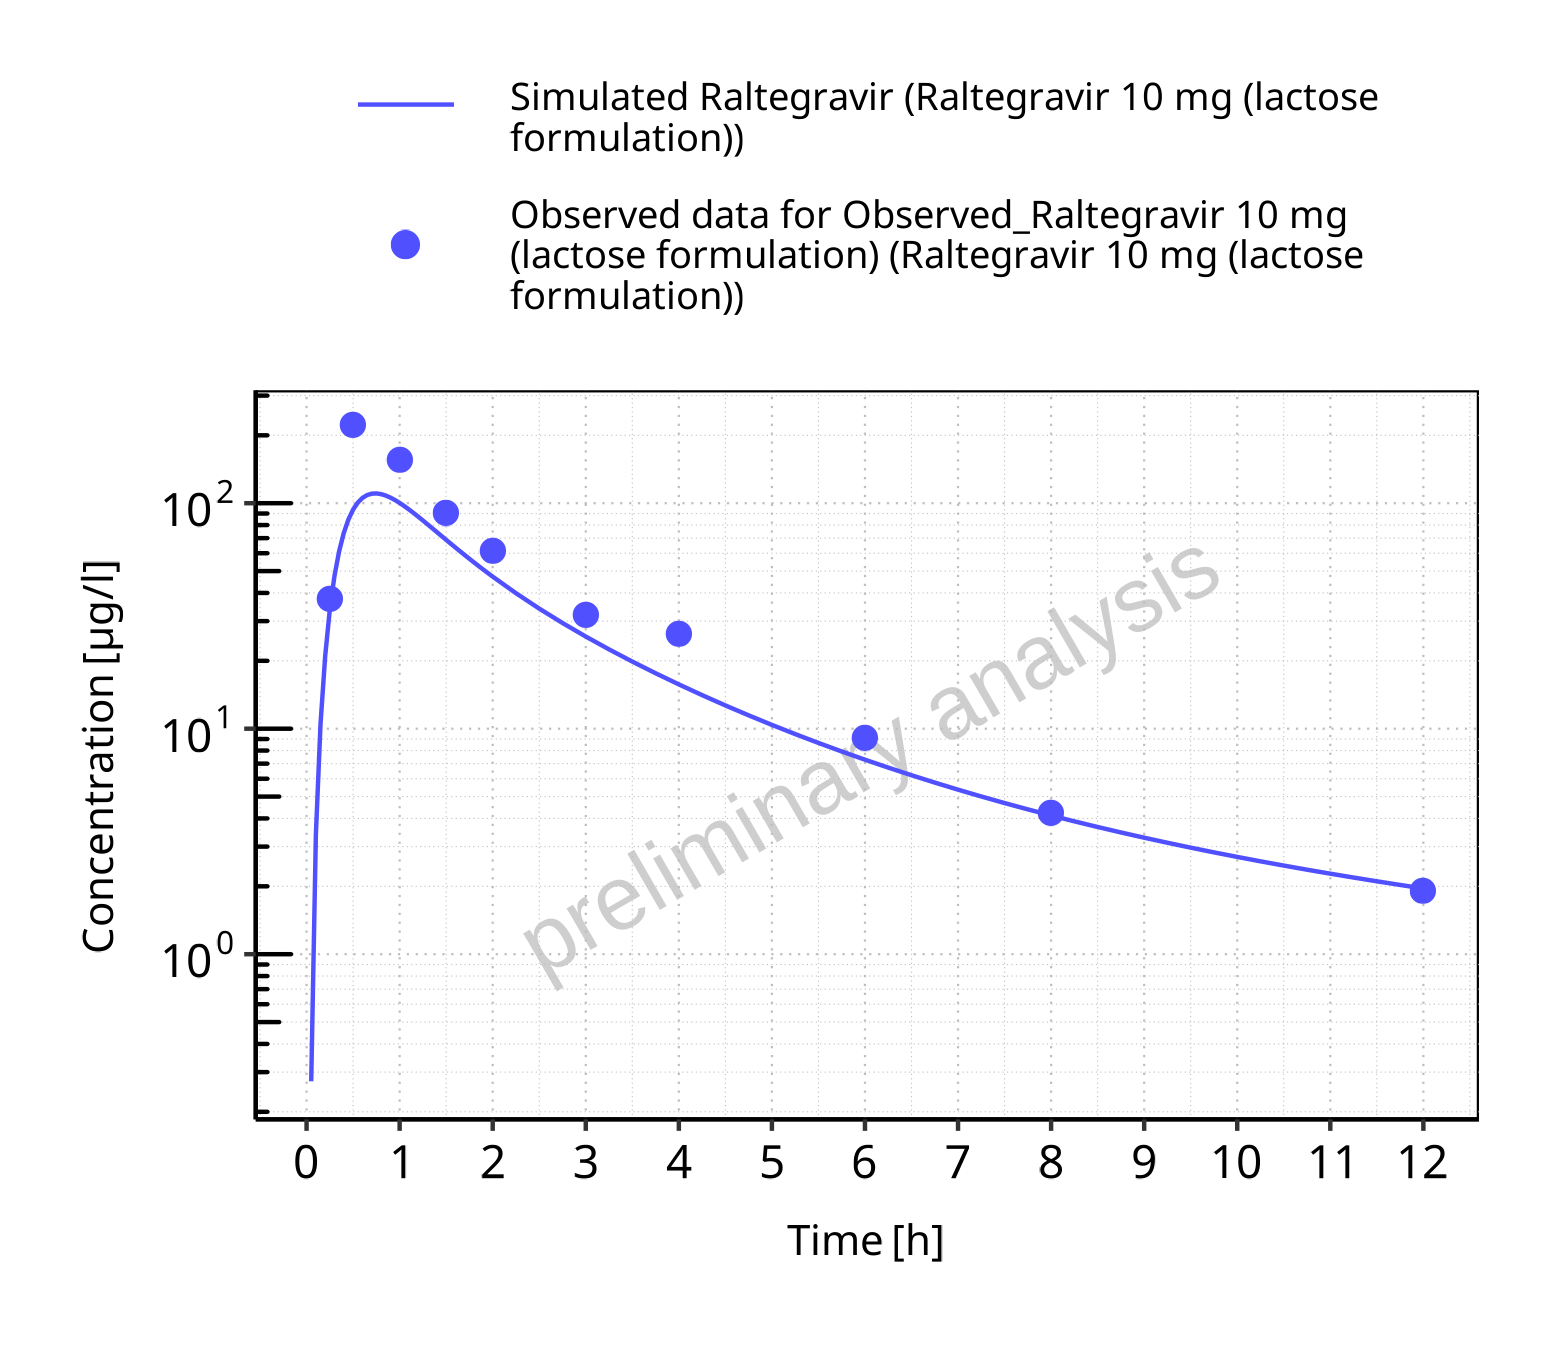 Simulated Raltegravir (Raltegravir 10 mg (lactose
formulation))
Observed data for Observed_Raltegravir 10 mg
(lactose formulation) (Raltegravir 10 mg (lactose
formulation))
Concentration [µg/l]
10²
10¹
10⁰
preliminary analysis
0 1 2 3 4 5 6 7 8 9 10 11 12
Time [h]